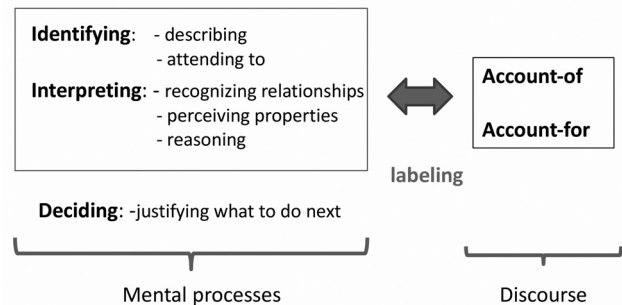 Identifying: - describing
- attending to
Interpreting: - recognizing relationships
- perceiving properties
- reasoning
Account-of
Account-for
labeling
Deciding: -justifying what to do next
Mental processes
Discourse